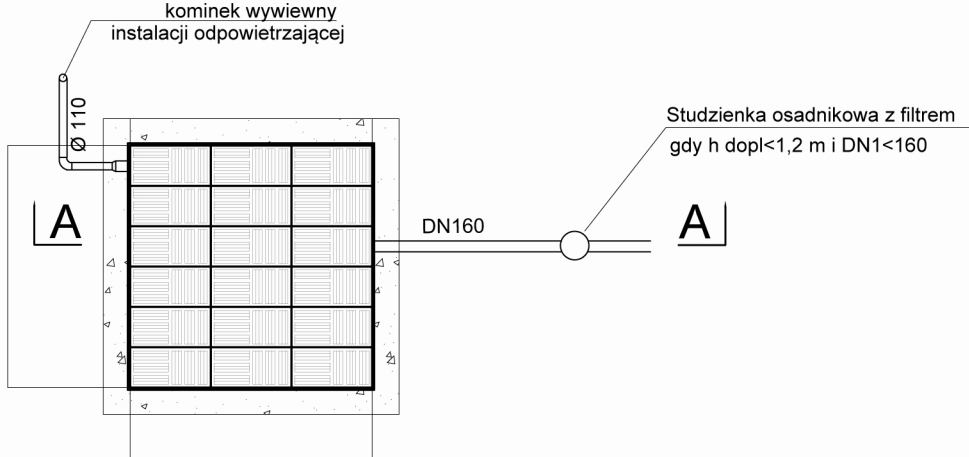 kominek wywiewny
instalacji odpowietrzającej
Ø 110
Studzienka osadnikowa z filtrem
gdy h dopl<1,2 m i DN1<160
A
DN160
A